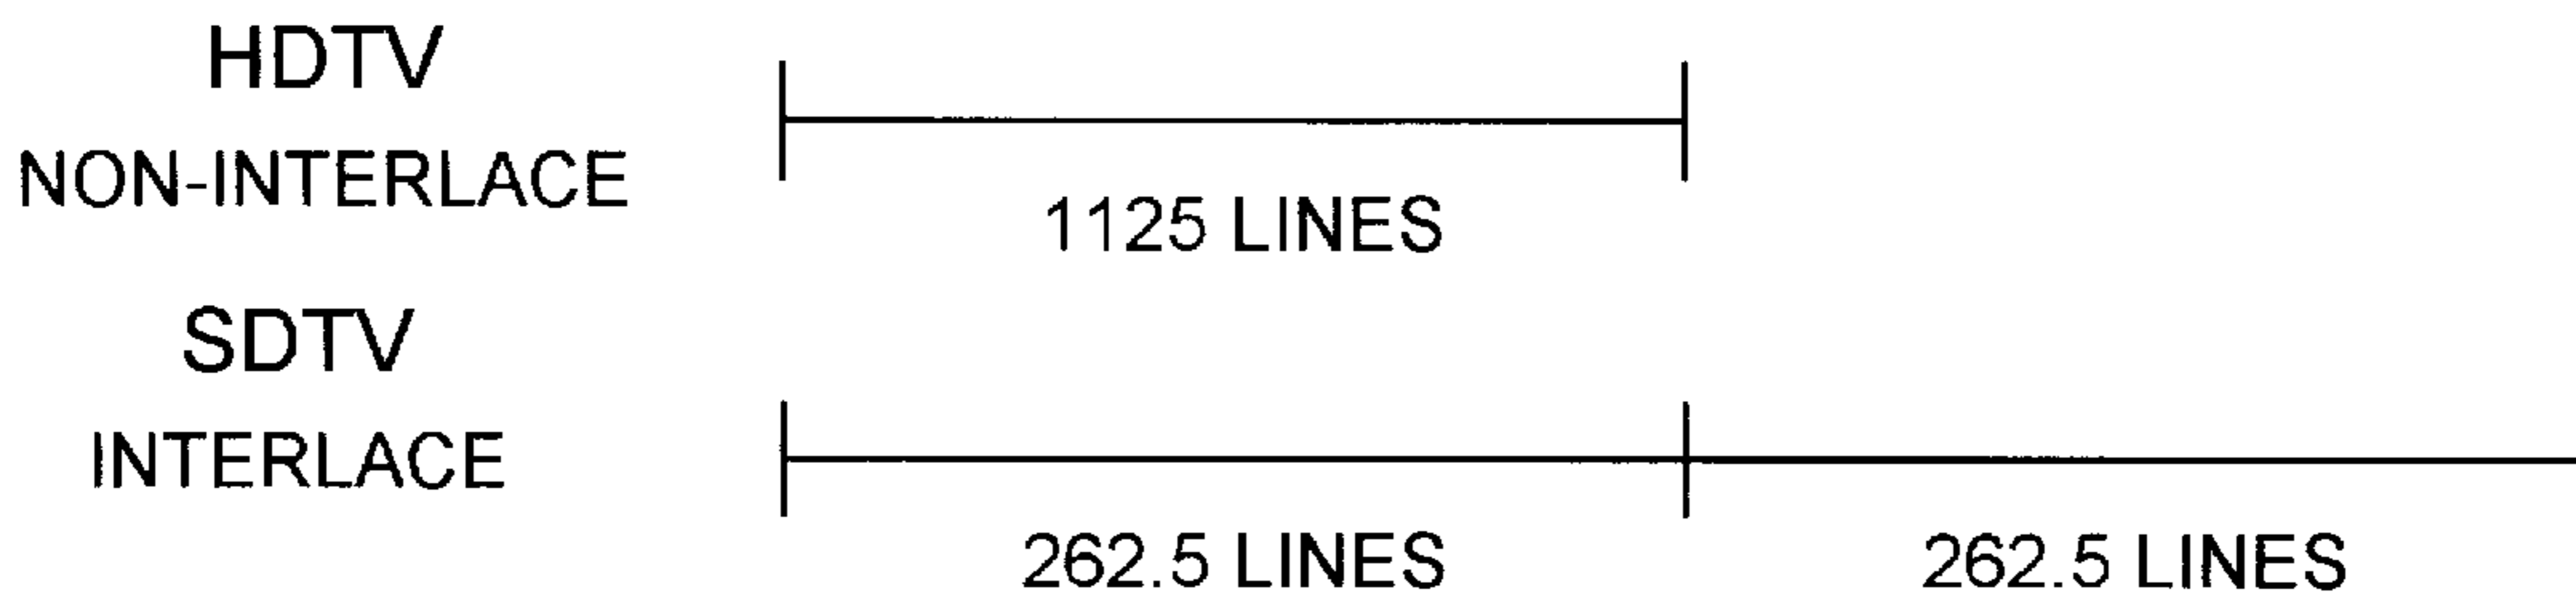 HDTV
NON-INTERLACE
1125 LINES
SDTV
INTERLACE
262.5 LINES
262.5 LINES